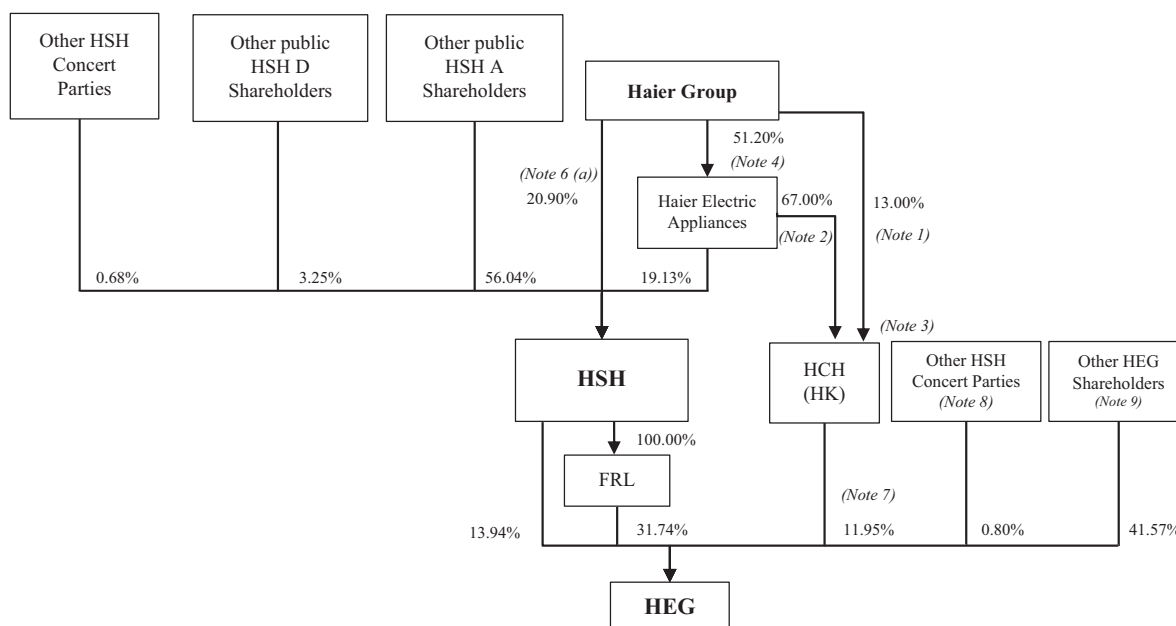 Other HSH
Concert
Parties
Other public
HSH D
Shareholders
Other public
HSH A
Shareholders
Haier Group
51.20%
(Note 4)
(Note 6 (a))
20.90%
Haier Electric
Appliances
67.00%
(Note 2)
13.00%
(Note 1)
0.68%
3.25%
56.04%
19.13%
(Note 3)
HSH
HCH
(HK)
Other HSH
Concert Parties
(Note 8)
Other HEG
Shareholders
(Note 9)
100.00%
FRL
(Note 7)
13.94%
31.74%
11.95%
0.80%
41.57%
HEG